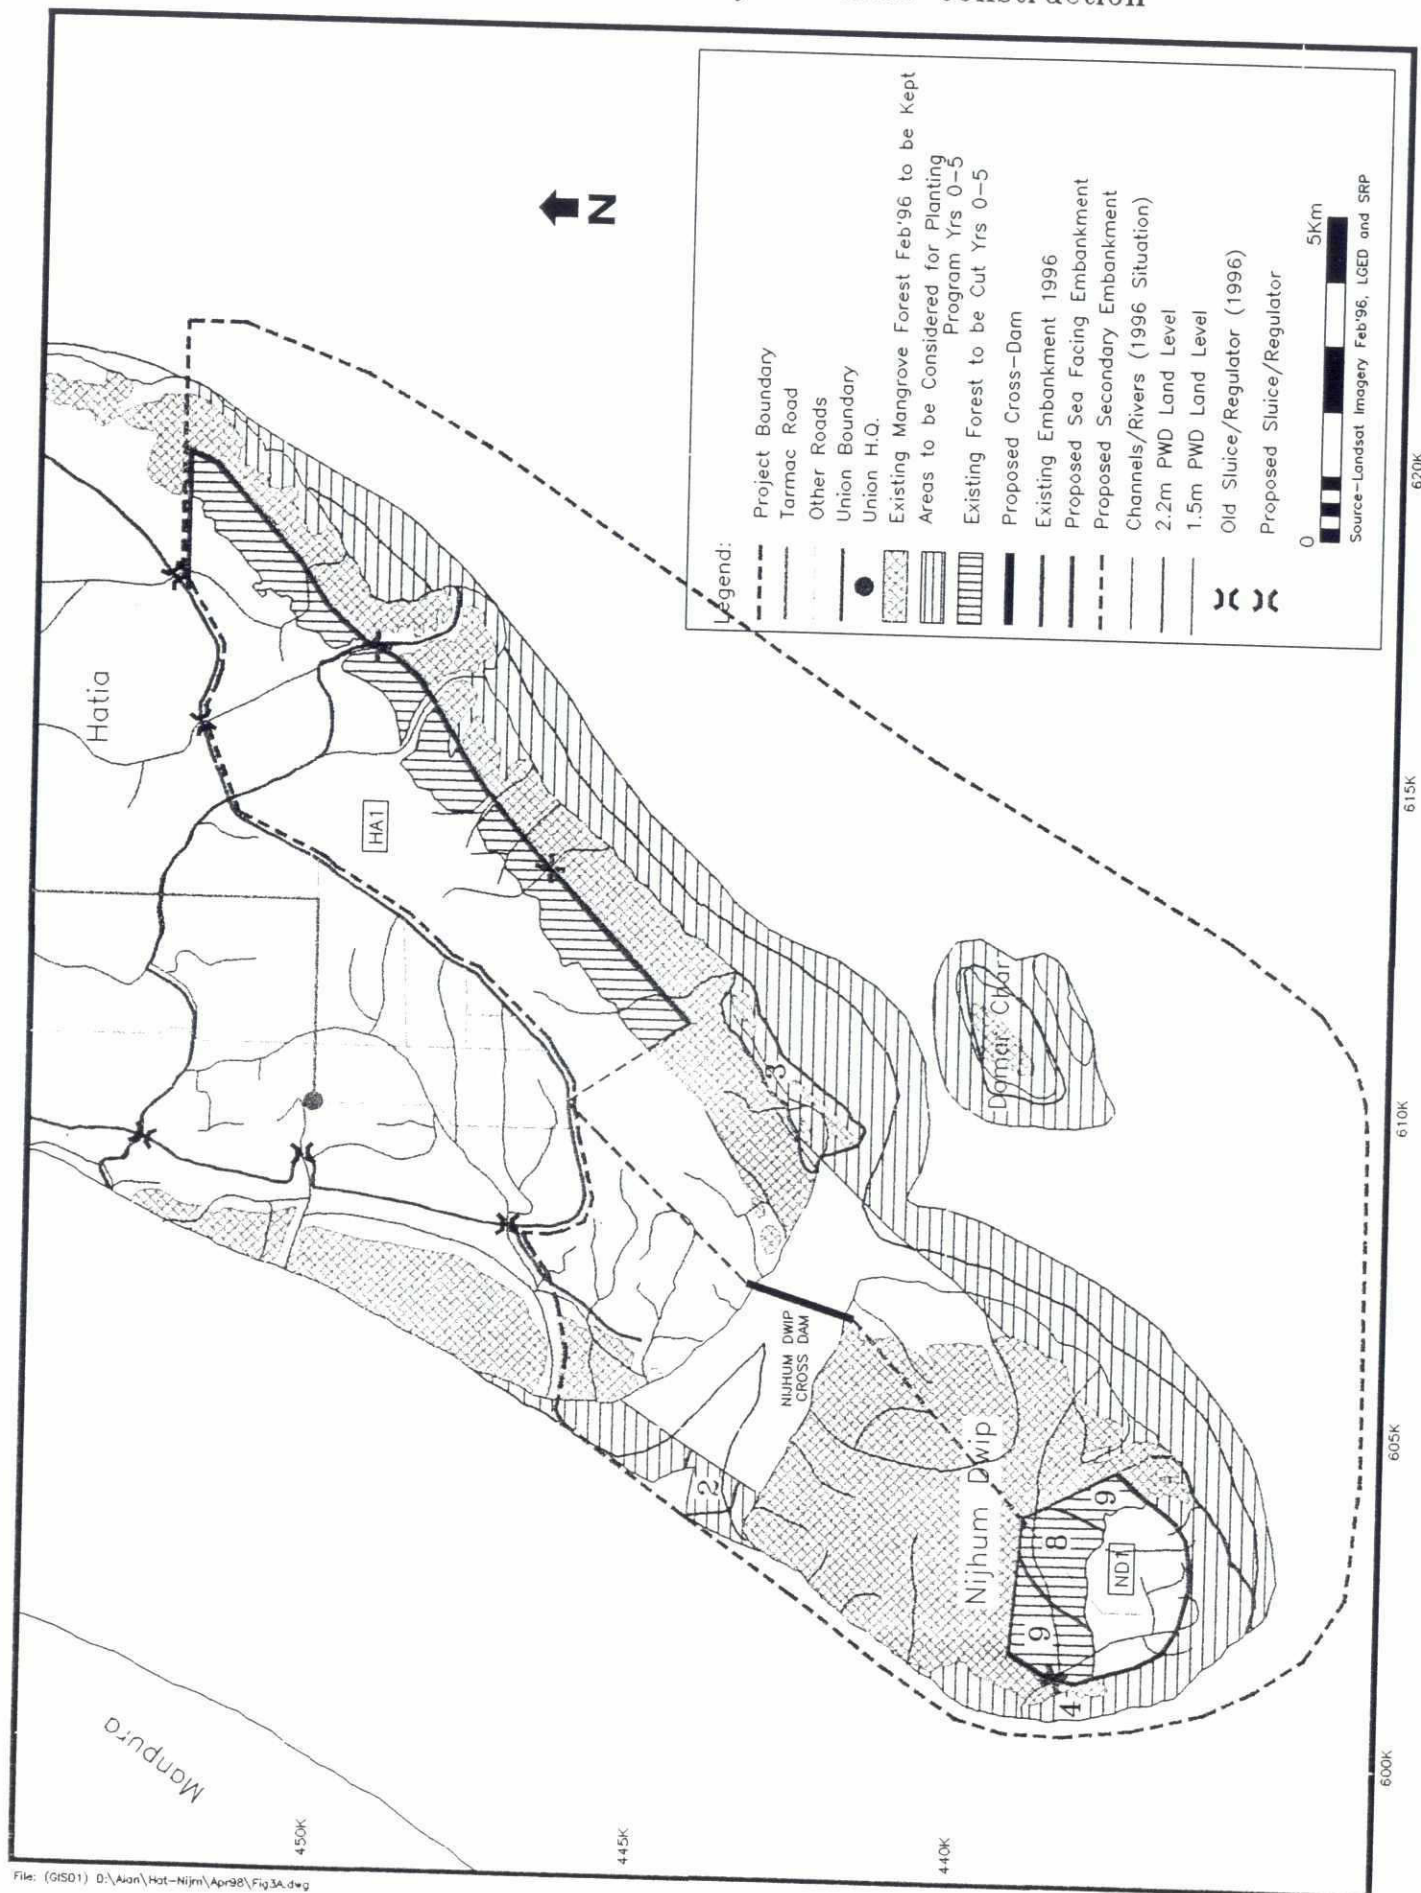 Construction
Legend:
Project Boundary
Tarmac Road
Other Roads
Union Boundary
Union H.Q.
Existing Mangrove Forest Feb'96 to be Kept
Areas to be Considered for Planting
Program Yrs 0-5
Existing Forest to be Cut Yrs 0-5
Proposed Cross-Dam
Existing Embankment 1996
Proposed Sea Facing Embankment
Proposed Secondary Embankment
Channels/Rivers (1996 Situation)
2.2m PWD Land Level
1.5m PWD Land Level
Old Sluice/Regulator (1996)
Proposed Sluice/Regulator
0 5Km
Source-Landsat Imagery Feb'96, LGED and SRP
N
Hatia
HA1
3
Domar Char
NIJHUM DWIP
CROSS DAM
2
Nijhum Dwip
9
8
9
ND1
4
Manpura
450K
445K
440K
600K
605K
610K
615K
620K
File: (GIS01) D:\Alan\Hat-Nijm\Apr98\Fig3A.dwg